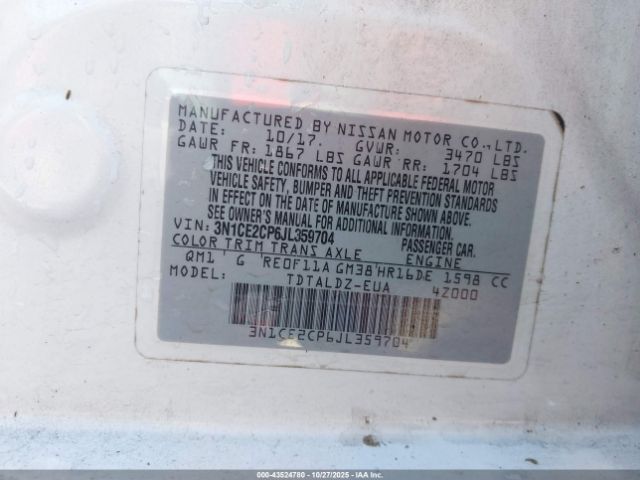 MANUFACTURED BY NISSAN MOTOR CO.,LTD.
DATE: 10/17. GVWR: 3470 LBS
GAWR FR: 1867 LBS GAWR RR: 1704 LBS
THIS VEHICLE CONFORMS TO ALL APPLICABLE FEDERAL MOTOR
VEHICLE SAFETY, BUMPER AND THEFT PREVENTION STANDARDS
IN EFFECT ON THE DATE OF MANUFACTURE SHOWN ABOVE.
SEE OWNER'S MANUAL FOR ADDITIONAL INFORMATION.
VIN: 3N1CE2CP6JL359704 PASSENGER CAR.
COLOR TRIM TRANS AXLE ENGINE
QM1 G RE0F11A GM38 HR16DE 1598 CC
MODEL: TDTALDZ-EUA 4Z000
3N1CE2CP6JL359704
000-43524780 | 10/27/2025 | IAAI.COM